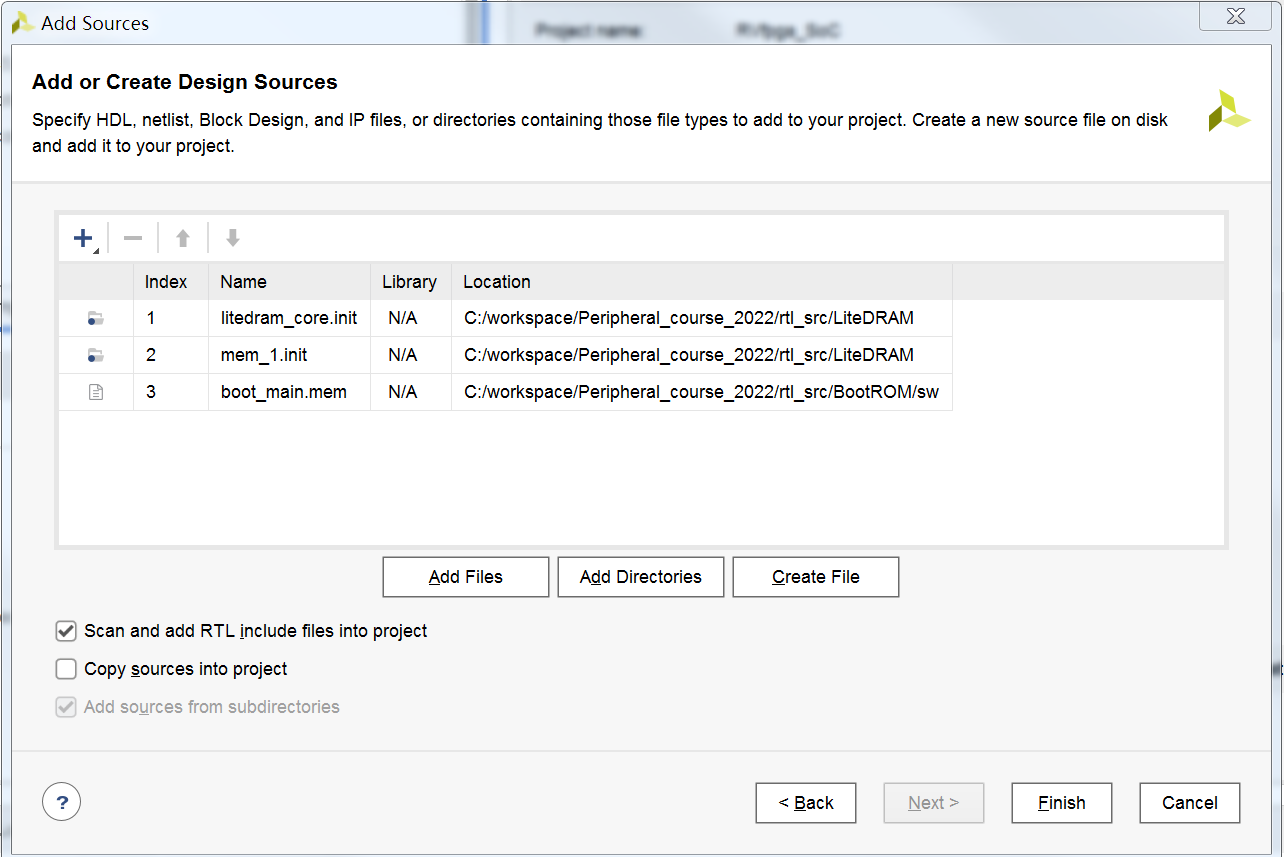 Add Sources
Project name: RVfpga_SoC
Add or Create Design Sources
Specify HDL, netlist, Block Design, and IP files, or directories containing those file types to add to your project. Create a new source file on disk
and add it to your project.
Index Name Library Location
1 litedram_core.init N/A C:/workspace/Peripheral_course_2022/rtl_src/LiteDRAM
2 mem_1.init N/A C:/workspace/Peripheral_course_2022/rtl_src/LiteDRAM
3 boot_main.mem N/A C:/workspace/Peripheral_course_2022/rtl_src/BootROM/sw
Add Files Add Directories Create File
Scan and add RTL include files into project
Copy sources into project
Add sources from subdirectories
? < Back Next > Finish Cancel